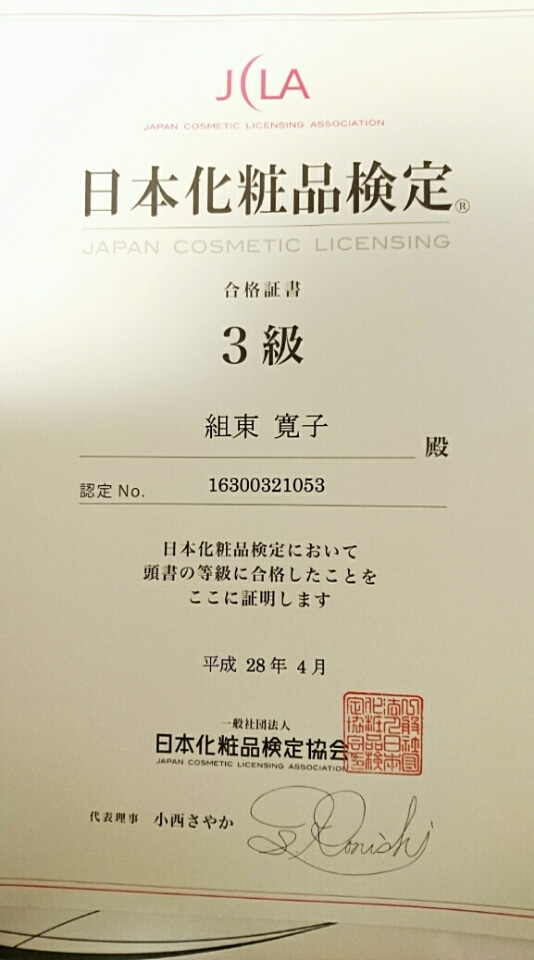 JCLA
JAPAN COSMETIC LICENSING ASSOCIATION
日本化粧品検定®
JAPAN COSMETIC LICENSING
合格証書
3級
組東 寛子 殿
認定 No. 16300321053
日本化粧品検定において
頭書の等級に合格したことを
ここに証明します
平成 28年 4月
一般社団法人
日本化粧品検定協会
JAPAN COSMETIC LICENSING ASSOCIATION
代表理事 小西さやか
S. Konishi